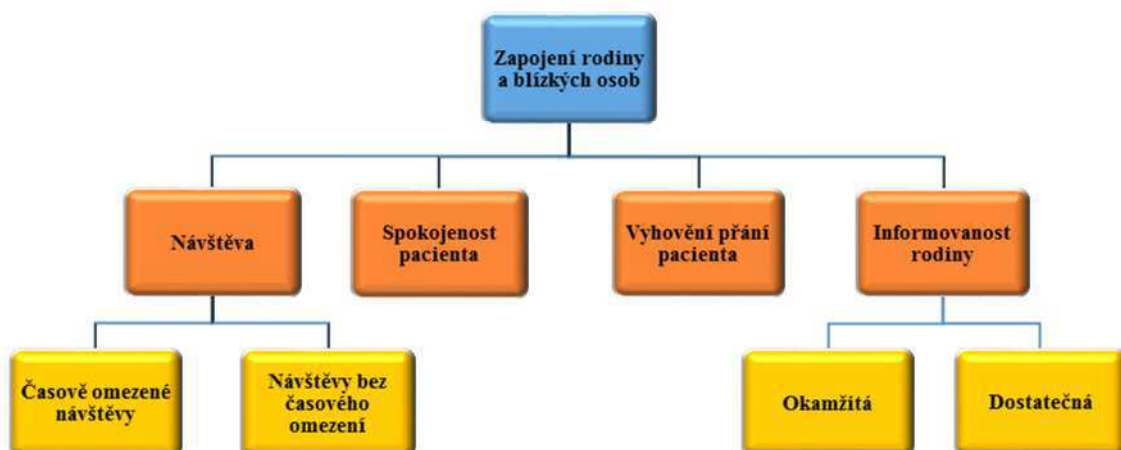 Zapojení rodiny
a blízkých osob
Návštěva
Spokojenost
pacienta
Vyhovění přání
pacienta
Informovanost
rodiny
Časově omezené
návštěvy
Návštěvy bez
časového
omezení
Okamžitá
Dostatečná